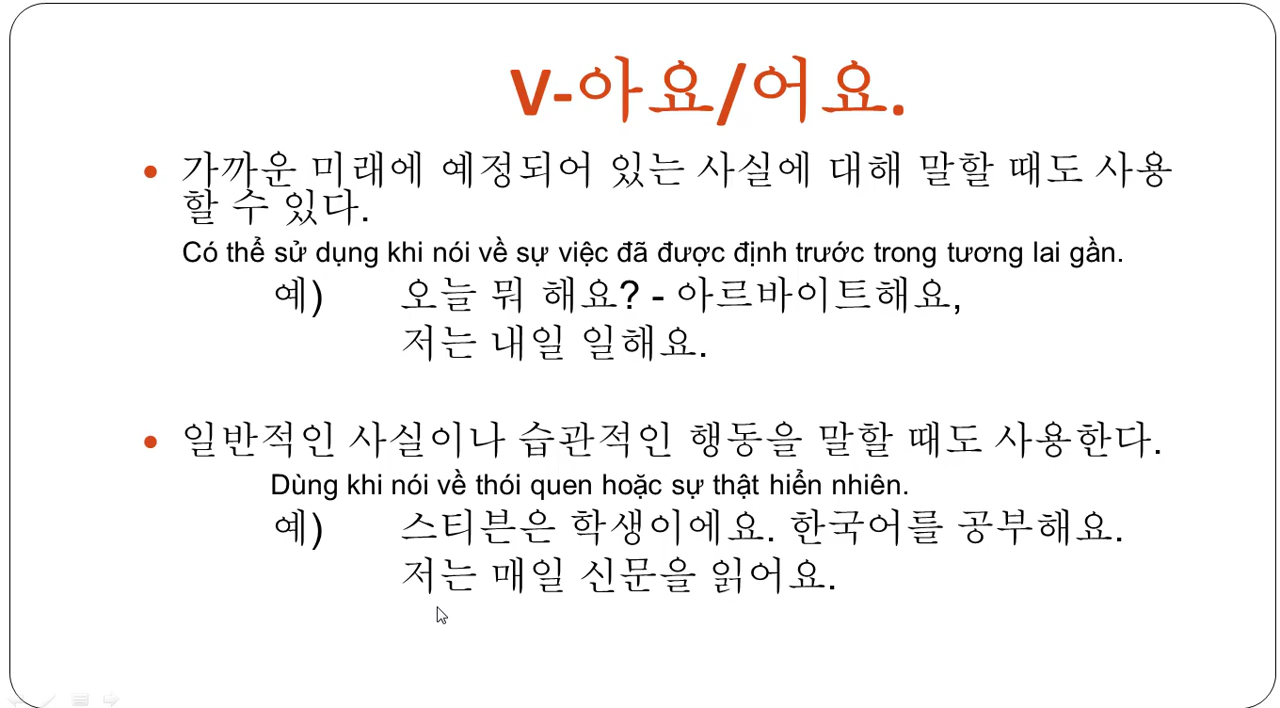 V-아요/어요.
• 가까운 미래에 예정되어 있는 사실에 대해 말할 때도 사용
할 수 있다.
Có thể sử dụng khi nói về sự việc đã được định trước trong tương lai gần.
예) 오늘 뭐 해요? - 아르바이트해요,
저는 내일 일해요.
• 일반적인 사실이나 습관적인 행동을 말할 때도 사용한다.
Dùng khi nói về thói quen hoặc sự thật hiển nhiên.
예) 스티븐은 학생이에요. 한국어를 공부해요.
저는 매일 신문을 읽어요.